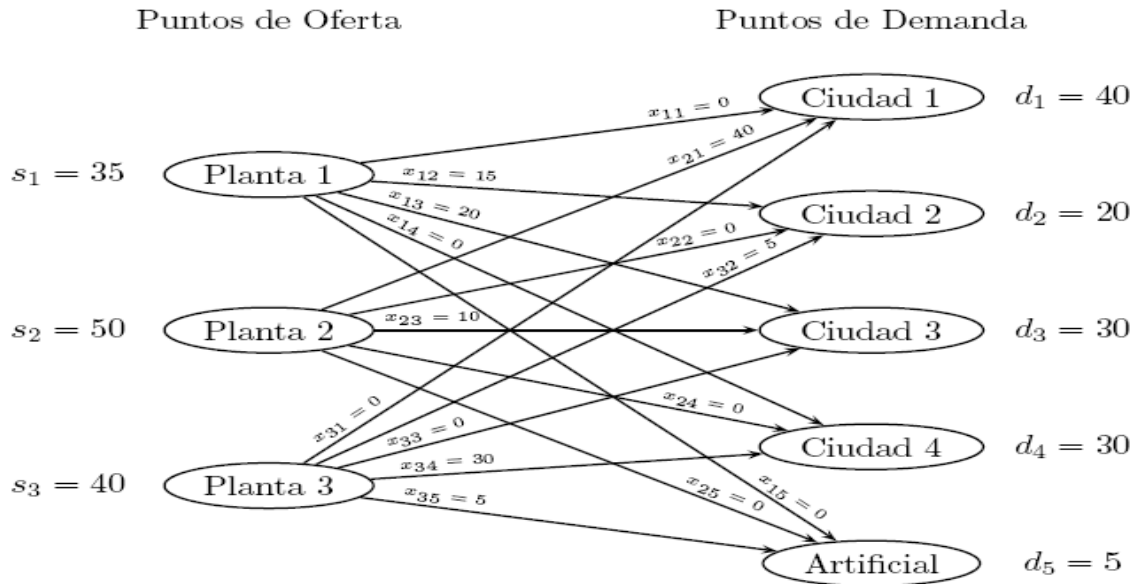 Puntos de Oferta
Puntos de Demanda
Ciudad 1
d₁ = 40
x₁₁ = 0
x₂₁ = 40
s₁ = 35
Planta 1
x₁₂ = 15
x₁₃ = 20
x₁₄ = 0
Ciudad 2
d₂ = 20
x₂₂ = 0
x₃₂ = 5
s₂ = 50
Planta 2
x₂₃ = 10
Ciudad 3
d₃ = 30
x₂₄ = 0
x₃₁ = 0
x₃₃ = 0
Ciudad 4
d₄ = 30
s₃ = 40
Planta 3
x₃₄ = 30
x₃₅ = 5
x₂₅ = 0
x₁₅ = 0
Artificial
d₅ = 5